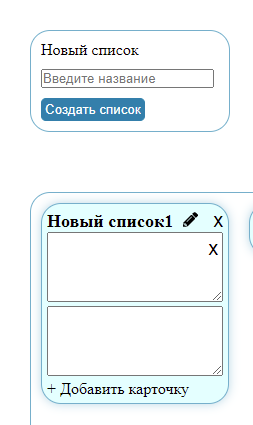 Новый список
Введите название
Создать список
Новый список1 X
X
+ Добавить карточку